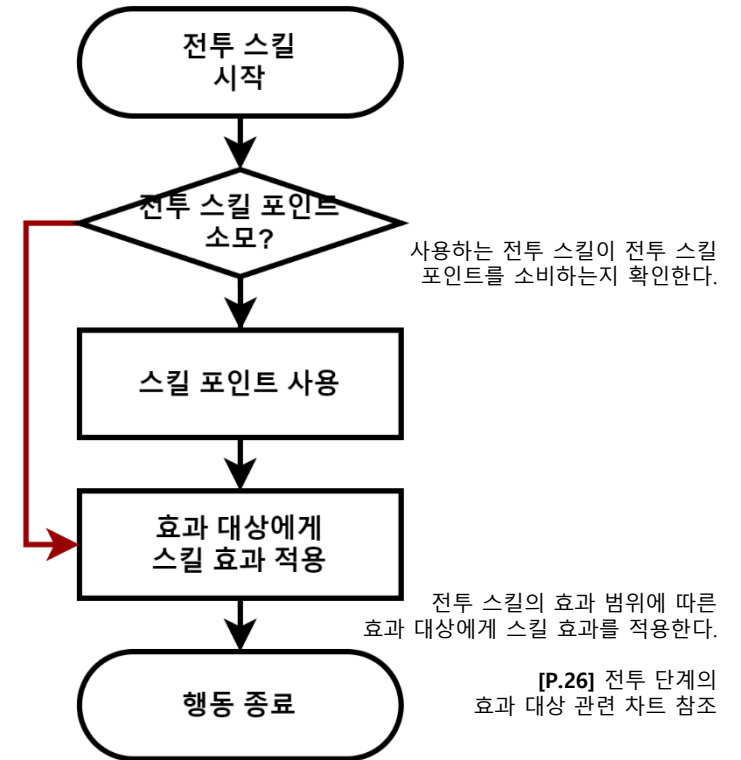 전투 스킬
시작
전투 스킬 포인트
소모?
사용하는 전투 스킬이 전투 스킬
포인트를 소비하는지 확인한다.
스킬 포인트 사용
효과 대상에게
스킬 효과 적용
전투 스킬의 효과 범위에 따른
효과 대상에게 스킬 효과를 적용한다.
[P.26] 전투 단계의
효과 대상 관련 차트 참조
행동 종료